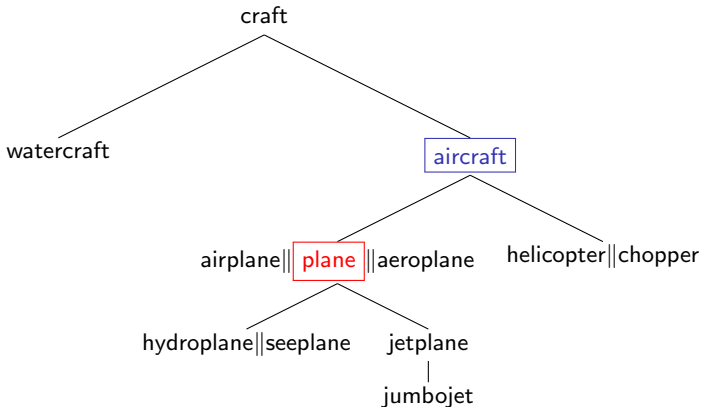 craft
watercraft
aircraft
airplane||plane||aeroplane
helicopter||chopper
hydroplane||seeplane
jetplane
jumbojet